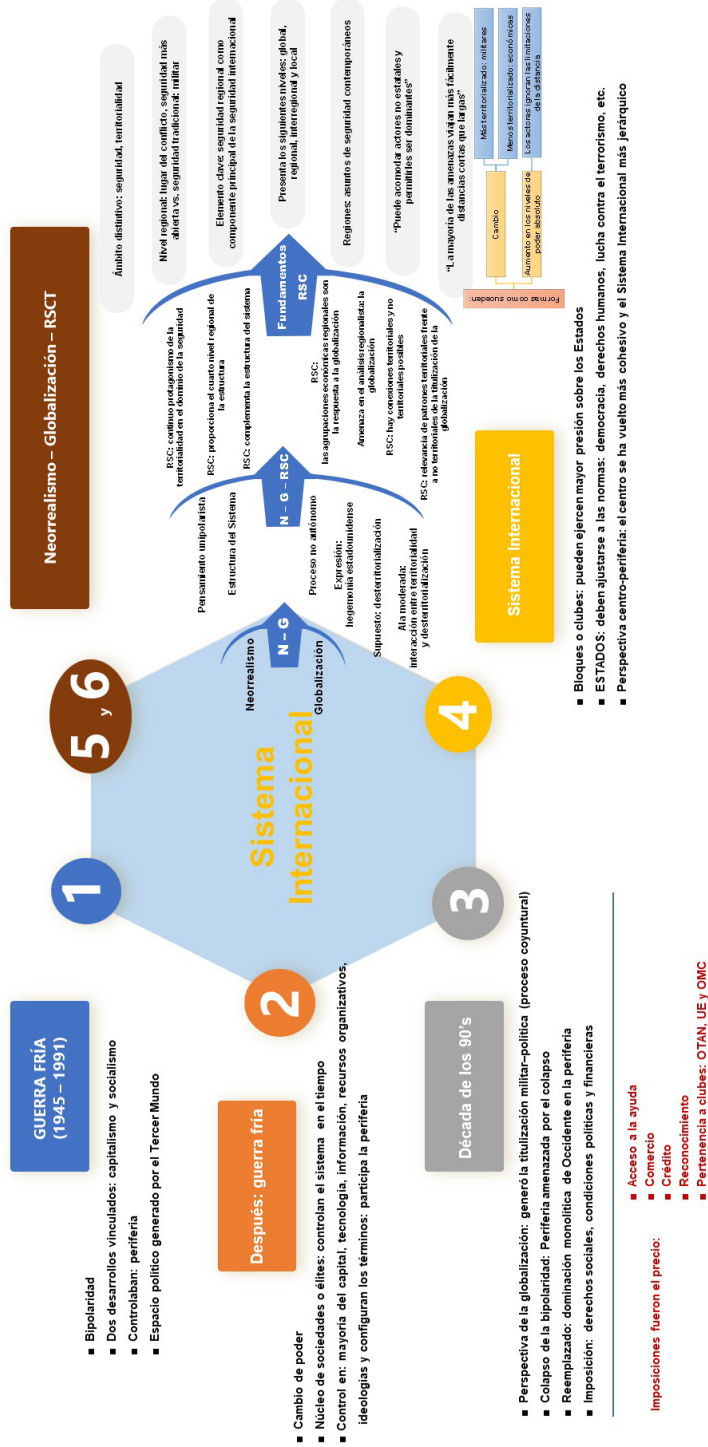 GUERRA FRÍA
(1945 – 1991)
1
■ Bipolaridad
■ Dos desarrollos vinculados: capitalismo y socialismo
■ Controlaban: periferia
■ Espacio político generado por el Tercer Mundo
Después: guerra fría
2
■ Cambio de poder
■ Núcleo de sociedades o élites: controlan el sistema en el tiempo
■ Control en: mayoría del capital, tecnología, información, recursos organizativos,
ideologías y configuran los términos: participa la periferia
Década de los 90's
3
■ Perspectiva de la globalización: generó la titulización militar–política (proceso coyuntural)
■ Colapso de la bipolaridad: Periferia amenazada por el colapso
■ Reemplazado: dominación monolítica de Occidente en la periferia
■ Imposición: derechos sociales, condiciones políticas y financieras
Imposiciones fueron el precio:
■ Acceso a la ayuda
■ Comercio
■ Crédito
■ Reconocimiento
■ Pertenencia a clubes: OTAN, UE y OMC
Sistema
Internacional
4
Sistema Internacional
■ Bloques o clubes: pueden ejercen mayor presión sobre los Estados
■ ESTADOS: deben ajustarse a las normas: democracia, derechos humanos, lucha contra el terrorismo, etc.
■ Perspectiva centro-periferia: el centro se ha vuelto más cohesivo y el Sistema Internacional más jerárquico
5 y 6
Neorrealismo – Globalización – RSCT
Neorrealismo
Globalización
N – G
Pensamiento unipolarista
Estructura del Sistema
Proceso no autónomo
Expresión:
hegemonía estadounidense
Supuesto: desterritorialización
Ala moderada:
interacción entre territorialidad
y desterritorialización
N – G – RSC
RSC: continuo protagonismo de la
territorialidad en el dominio de la seguridad
RSC: proporciona el cuarto nivel regional de
la estructura
RSC: complementa la estructura del sistema
RSC:
las agrupaciones económicas regionales son
la respuesta a la globalización
Amenaza en el análisis regionalista: la
globalización
RSC: hay conexiones territoriales y no
territoriales posibles
RSC: relevancia de patrones territoriales frente
a no territoriales de la titulización de la
globalización
Fundamentos
RSC
Ámbito distintivo: seguridad, territorialidad
Nivel regional: lugar del conflicto, seguridad más
abierta vs. seguridad tradicional: militar
Elemento clave: seguridad regional como
componente principal de la seguridad internacional
Presenta los siguientes niveles: global,
regional, interregional y local
Regiones: asuntos de seguridad contemporáneos
“Puede acomodar actores no estatales y
permitirles ser dominantes”
“La mayoría de las amenazas viajan más fácilmente
distancias cortas que largas”
Formas como suceden:
Cambio
Más territorializado: militares
Menos territorializado: económicas
Aumento en los niveles de
poder absoluto
Los actores ignoran las limitaciones
de la distancia